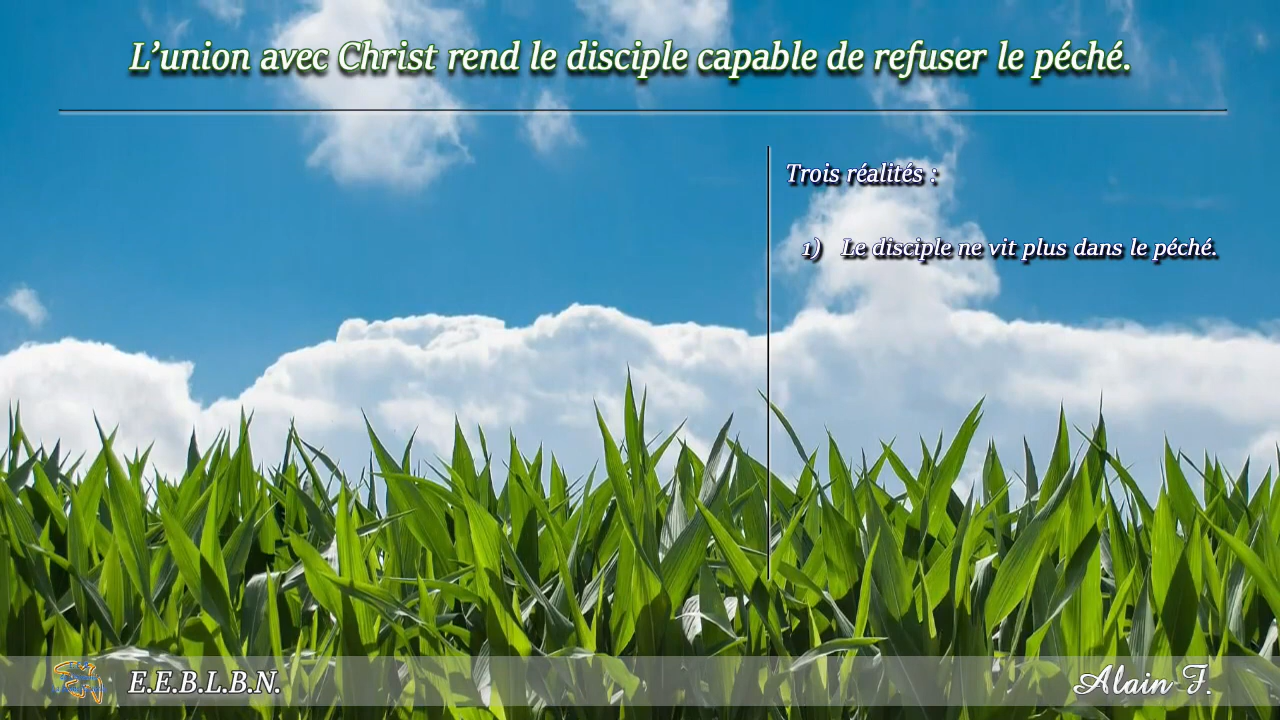 L’union avec Christ rend le disciple capable de refuser le péché.
Trois réalités :
1) Le disciple ne vit plus dans le péché.
E.E.B.L.B.N.
Alain F.